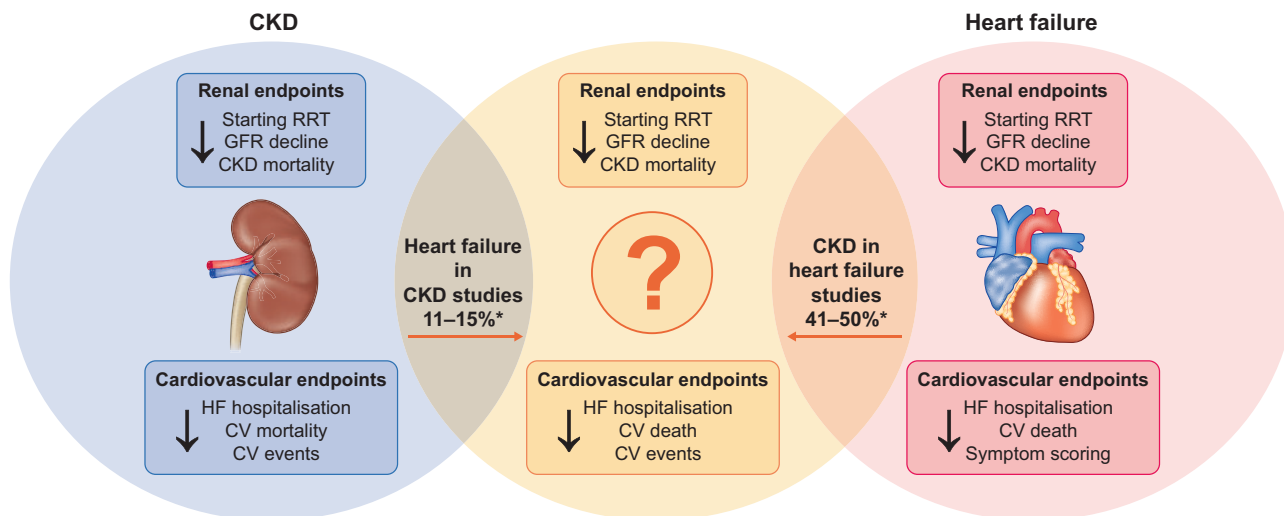 CKD
Heart failure
Renal endpoints
Starting RRT
GFR decline
CKD mortality
Renal endpoints
Starting RRT
GFR decline
CKD mortality
Renal endpoints
Starting RRT
GFR decline
CKD mortality
Heart failure
in
CKD studies
11–15%*
?
CKD in
heart failure
studies
41–50%*
Cardiovascular endpoints
HF hospitalisation
CV mortality
CV events
Cardiovascular endpoints
HF hospitalisation
CV death
CV events
Cardiovascular endpoints
HF hospitalisation
CV death
Symptom scoring